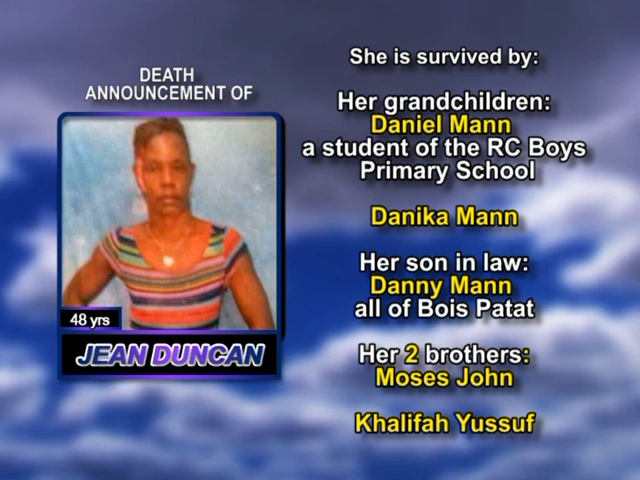 DEATH
ANNOUNCEMENT OF
48 yrs
JEAN DUNCAN
She is survived by:
Her grandchildren:
Daniel Mann
a student of the RC Boys
Primary School
Danika Mann
Her son in law:
Danny Mann
all of Bois Patat
Her 2 brothers:
Moses John
Khalifah Yussuf